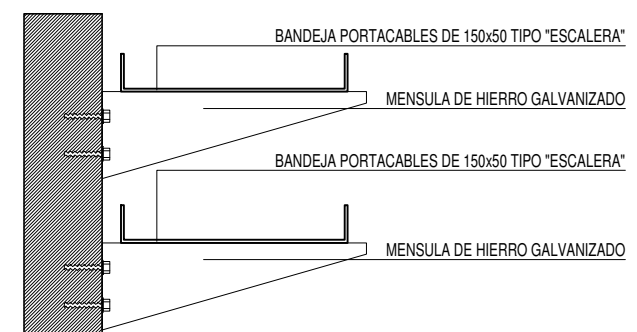 BANDEJA PORTACABLES DE 150x50 TIPO "ESCALERA"
MENSULA DE HIERRO GALVANIZADO
BANDEJA PORTACABLES DE 150x50 TIPO "ESCALERA"
MENSULA DE HIERRO GALVANIZADO